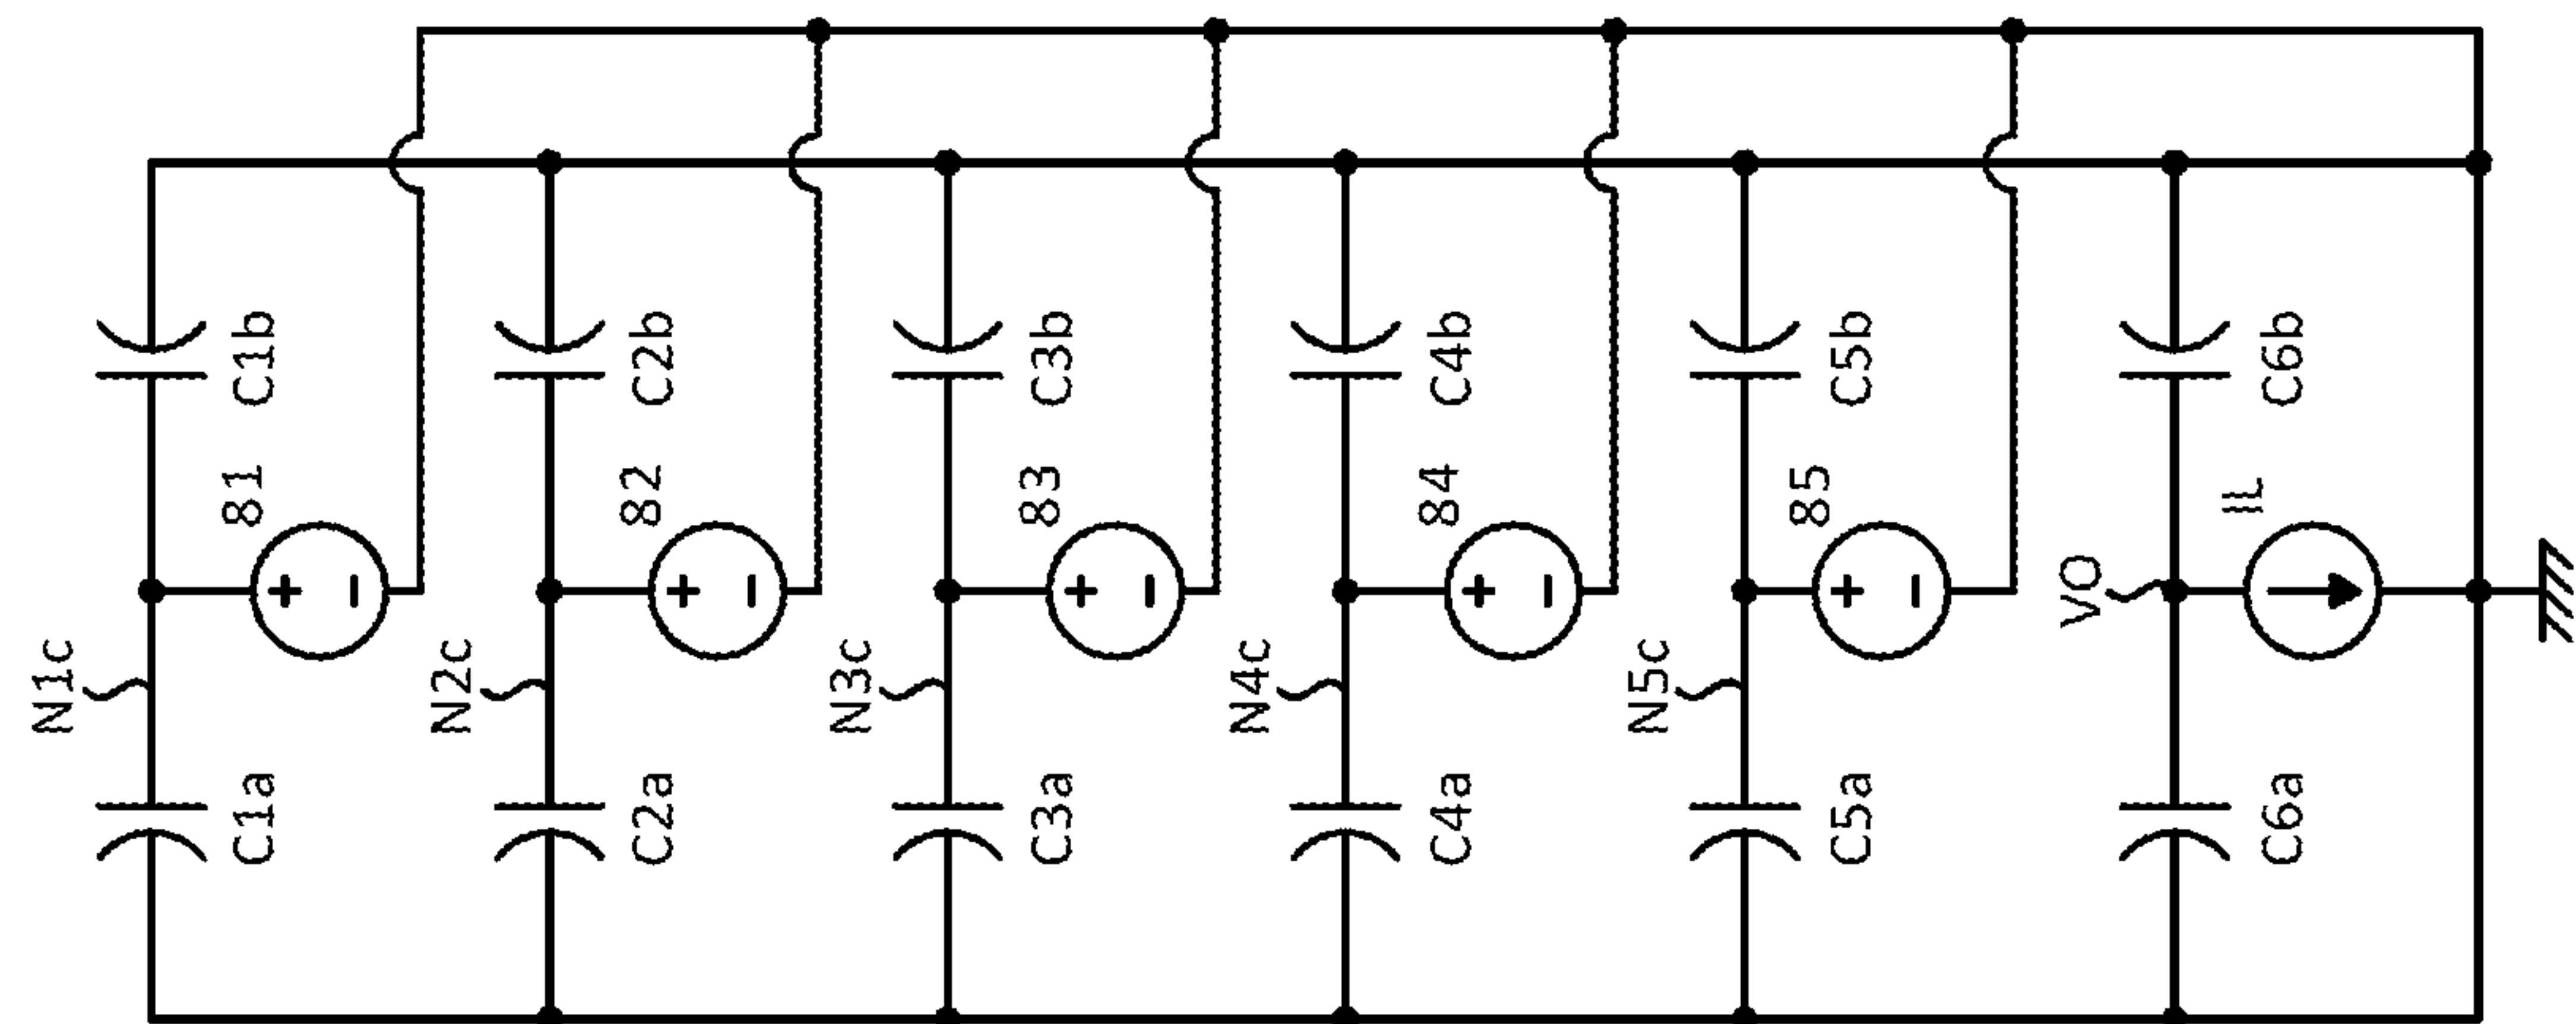 C1b
C2b
C3b
C4b
C5b
C6b
81
82
83
84
85
IL
+ -
+ -
+ -
+ -
+ -
VO
N1c
N2c
N3c
N4c
N5c
C1a
C2a
C3a
C4a
C5a
C6a